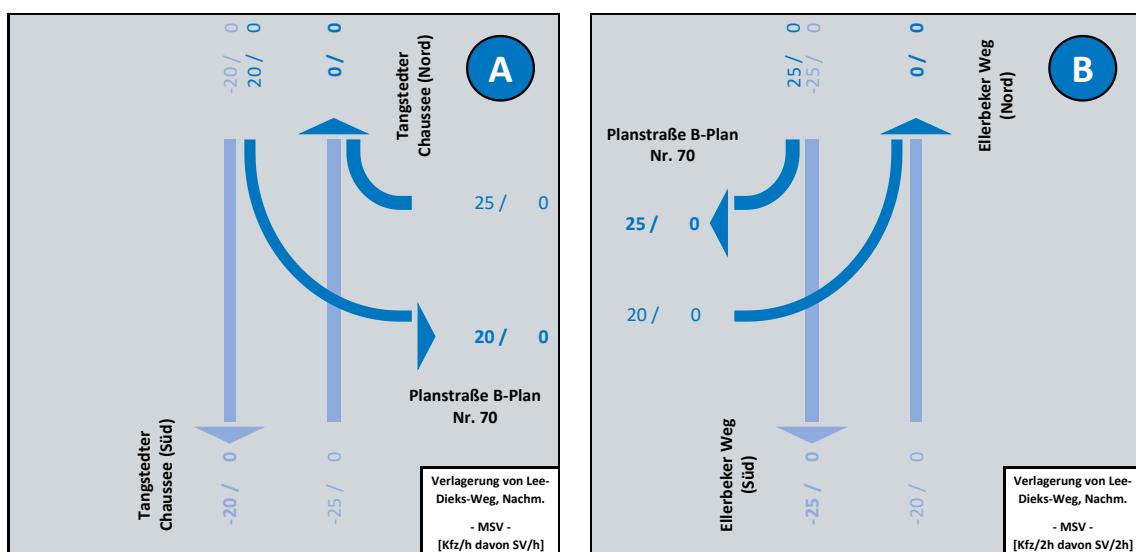 -20 / 0
20 / 0
0 / 0
Tangstedter
Chaussee (Nord)
A
25 / 0
20 / 0
Planstraße B-Plan
Nr. 70
Tangstedter
Chaussee (Süd)
-20 / 0
-25 / 0
Verlagerung von Lee-
Dieks-Weg, Nachm.
- MSV -
[Kfz/h davon SV/h]
25 / 0
-25 / 0
0 / 0
Ellerbeker Weg
(Nord)
B
Planstraße B-Plan
Nr. 70
25 / 0
20 / 0
Ellerbeker Weg
(Süd)
-25 / 0
-20 / 0
Verlagerung von Lee-
Dieks-Weg, Nachm.
- MSV -
[Kfz/2h davon SV/2h]